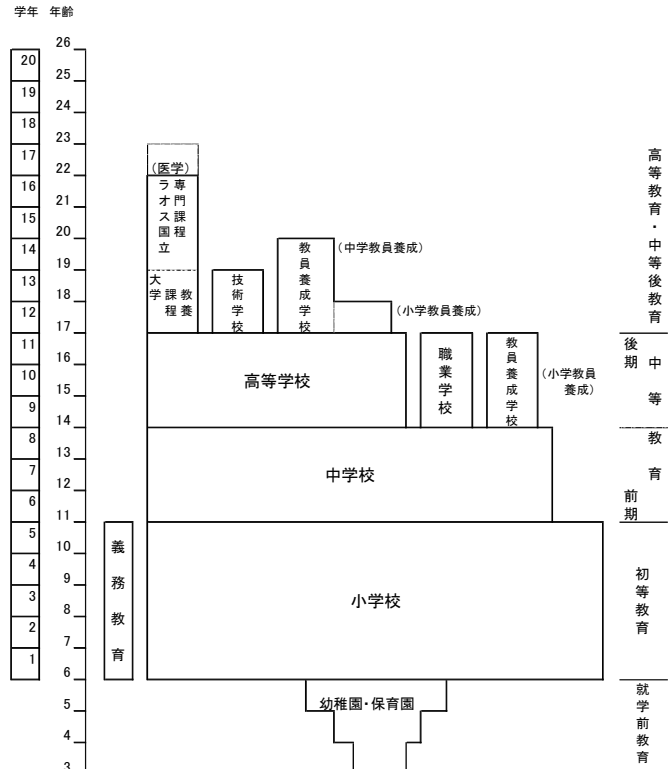 学年 年齢
26
20
25
19
24
18
23
17
22
16
21
15
20
14
19
13
18
12
17
11
16
10
15
9
14
8
13
7
12
6
11
5
10
4
9
3
8
2
7
1
6
5
4
3
(医学)
ラオス国立大学
専門課程
教養課程
技術学校
教員養成学校
(中学教員養成)
(小学教員養成)
高等学校
職業学校
教員養成学校
(小学教員
養成)
中学校
義務教育
小学校
幼稚園・保育園
高等教育・中等後教育
後期
中等教育
前期
初等教育
就学前教育